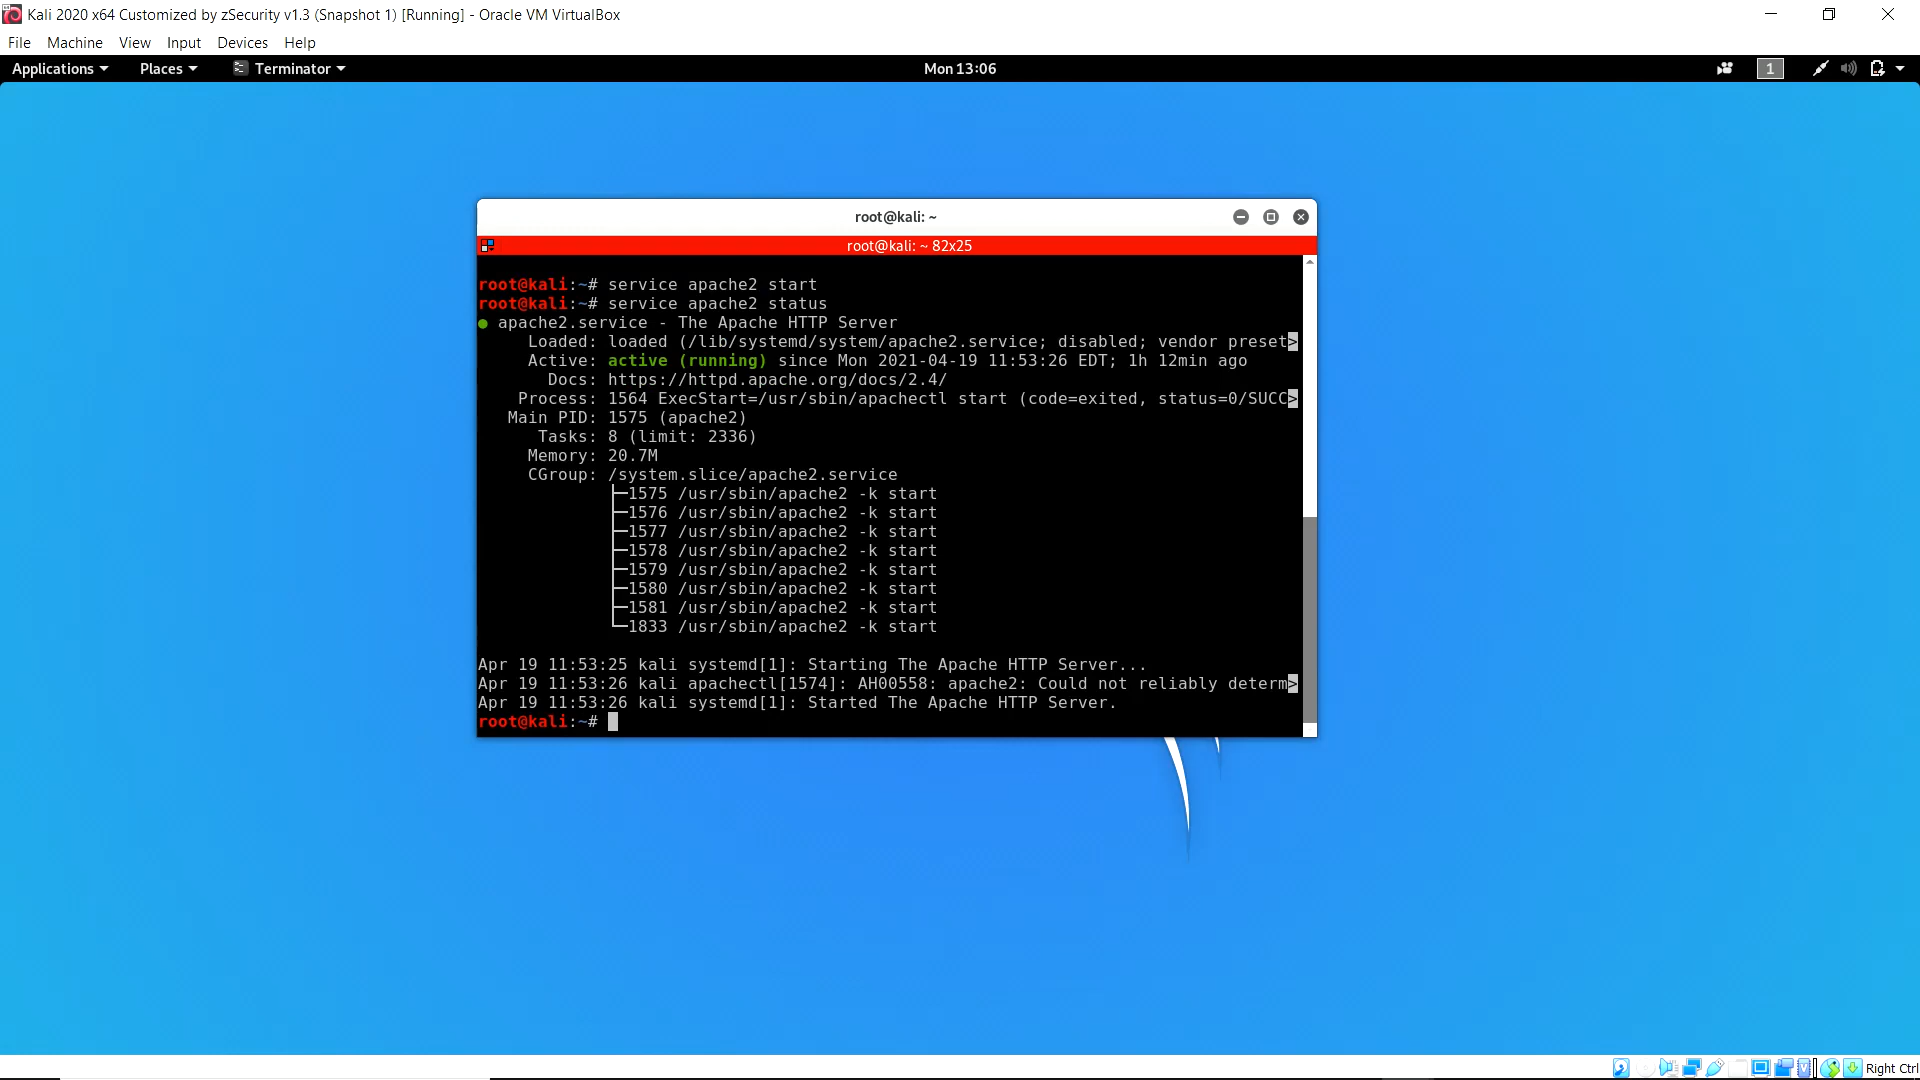 Kali 2020 x64 Customized by zSecurity v1.3 (Snapshot 1) [Running] - Oracle VM VirtualBox
File Machine View Input Devices Help
Applications Places Terminator Mon 13:06 1
root@kali: ~
root@kali: ~ 82x25
root@kali:~# service apache2 start
root@kali:~# service apache2 status
● apache2.service - The Apache HTTP Server
Loaded: loaded (/lib/systemd/system/apache2.service; disabled; vendor preset>
Active: active (running) since Mon 2021-04-19 11:53:26 EDT; 1h 12min ago
Docs: https://httpd.apache.org/docs/2.4/
Process: 1564 ExecStart=/usr/sbin/apachectl start (code=exited, status=0/SUCC>
Main PID: 1575 (apache2)
Tasks: 8 (limit: 2336)
Memory: 20.7M
CGroup: /system.slice/apache2.service
├─1575 /usr/sbin/apache2 -k start
├─1576 /usr/sbin/apache2 -k start
├─1577 /usr/sbin/apache2 -k start
├─1578 /usr/sbin/apache2 -k start
├─1579 /usr/sbin/apache2 -k start
├─1580 /usr/sbin/apache2 -k start
├─1581 /usr/sbin/apache2 -k start
└─1833 /usr/sbin/apache2 -k start
Apr 19 11:53:25 kali systemd[1]: Starting The Apache HTTP Server...
Apr 19 11:53:26 kali apachectl[1574]: AH00558: apache2: Could not reliably determ>
Apr 19 11:53:26 kali systemd[1]: Started The Apache HTTP Server.
root@kali:~#
Right Ctrl